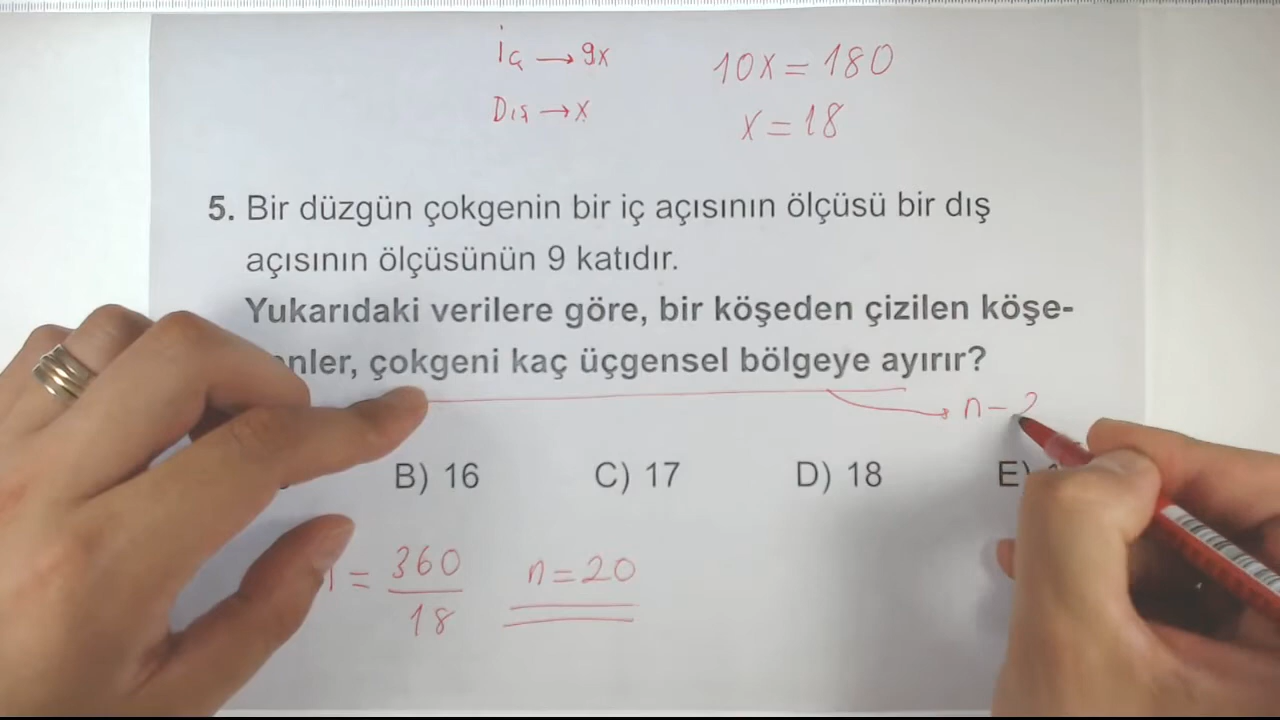 İç → 9x
10x = 180
Dış → x
x = 18
5. Bir düzgün çokgenin bir iç açısının ölçüsü bir dış
açısının ölçüsünün 9 katıdır.
Yukarıdaki verilere göre, bir köşeden çizilen köşe-
çokgeni kaç üçgensel bölgeye ayırır?
n - 2
B) 16 C) 17 D) 18 E)
= 360 n = 20
18